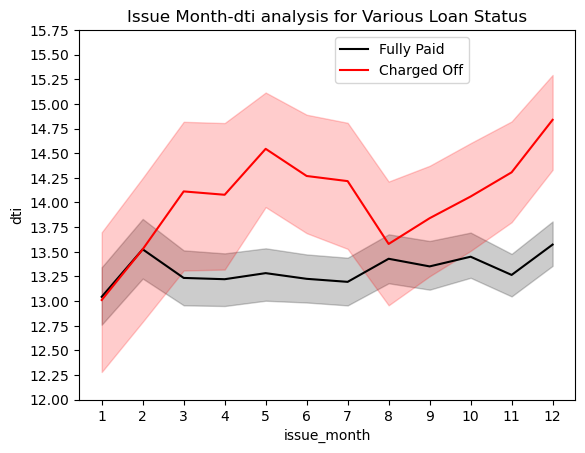 Issue Month-dti analysis for Various Loan Status
Fully Paid
Charged Off
dti
15.75
15.50
15.25
15.00
14.75
14.50
14.25
14.00
13.75
13.50
13.25
13.00
12.75
12.50
12.25
12.00
1 2 3 4 5 6 7 8 9 10 11 12
issue_month